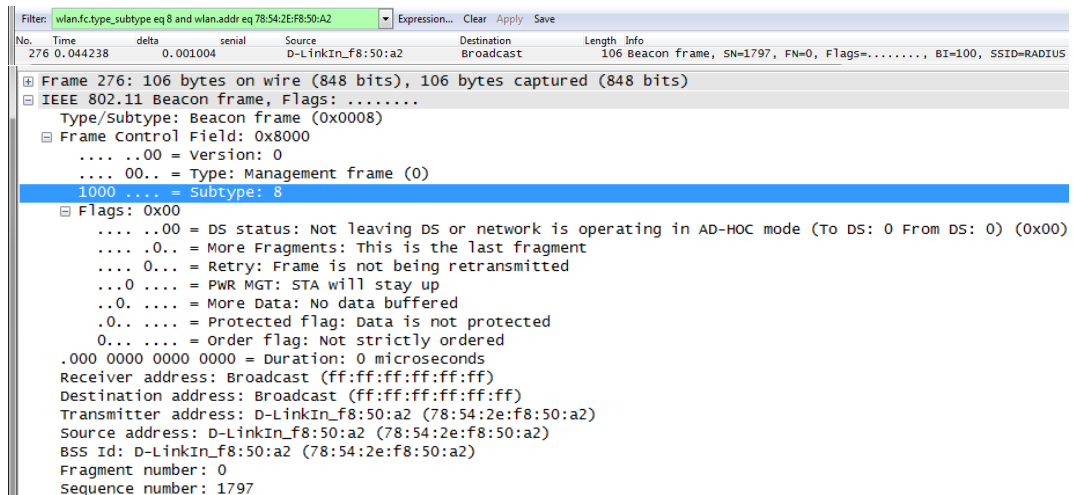 Filter: wlan.fc.type_subtype eq 8 and wlan.addr eq 78:54:2E:F8:50:A2 Expression... Clear Apply Save
No. Time delta serial Source Destination Length Info
276 0.044238 0.001004 D-LinkIn_f8:50:a2 Broadcast 106 Beacon frame, SN=1797, FN=0, Flags=........, BI=100, SSID=RADIUS
Frame 276: 106 bytes on wire (848 bits), 106 bytes captured (848 bits)
IEEE 802.11 Beacon frame, Flags: ........
Type/Subtype: Beacon frame (0x0008)
Frame Control Field: 0x8000
.... ..00 = Version: 0
.... 00.. = Type: Management frame (0)
1000 .... = Subtype: 8
Flags: 0x00
.... ..00 = DS status: Not leaving DS or network is operating in AD-HOC mode (To DS: 0 From DS: 0) (0x00)
.... .0.. = More Fragments: This is the last fragment
.... 0... = Retry: Frame is not being retransmitted
...0 .... = PWR MGT: STA will stay up
..0. .... = More Data: No data buffered
.0.. .... = Protected flag: Data is not protected
0... .... = Order flag: Not strictly ordered
.000 0000 0000 0000 = Duration: 0 microseconds
Receiver address: Broadcast (ff:ff:ff:ff:ff:ff)
Destination address: Broadcast (ff:ff:ff:ff:ff:ff)
Transmitter address: D-LinkIn_f8:50:a2 (78:54:2e:f8:50:a2)
Source address: D-LinkIn_f8:50:a2 (78:54:2e:f8:50:a2)
BSS Id: D-LinkIn_f8:50:a2 (78:54:2e:f8:50:a2)
Fragment number: 0
Sequence number: 1797